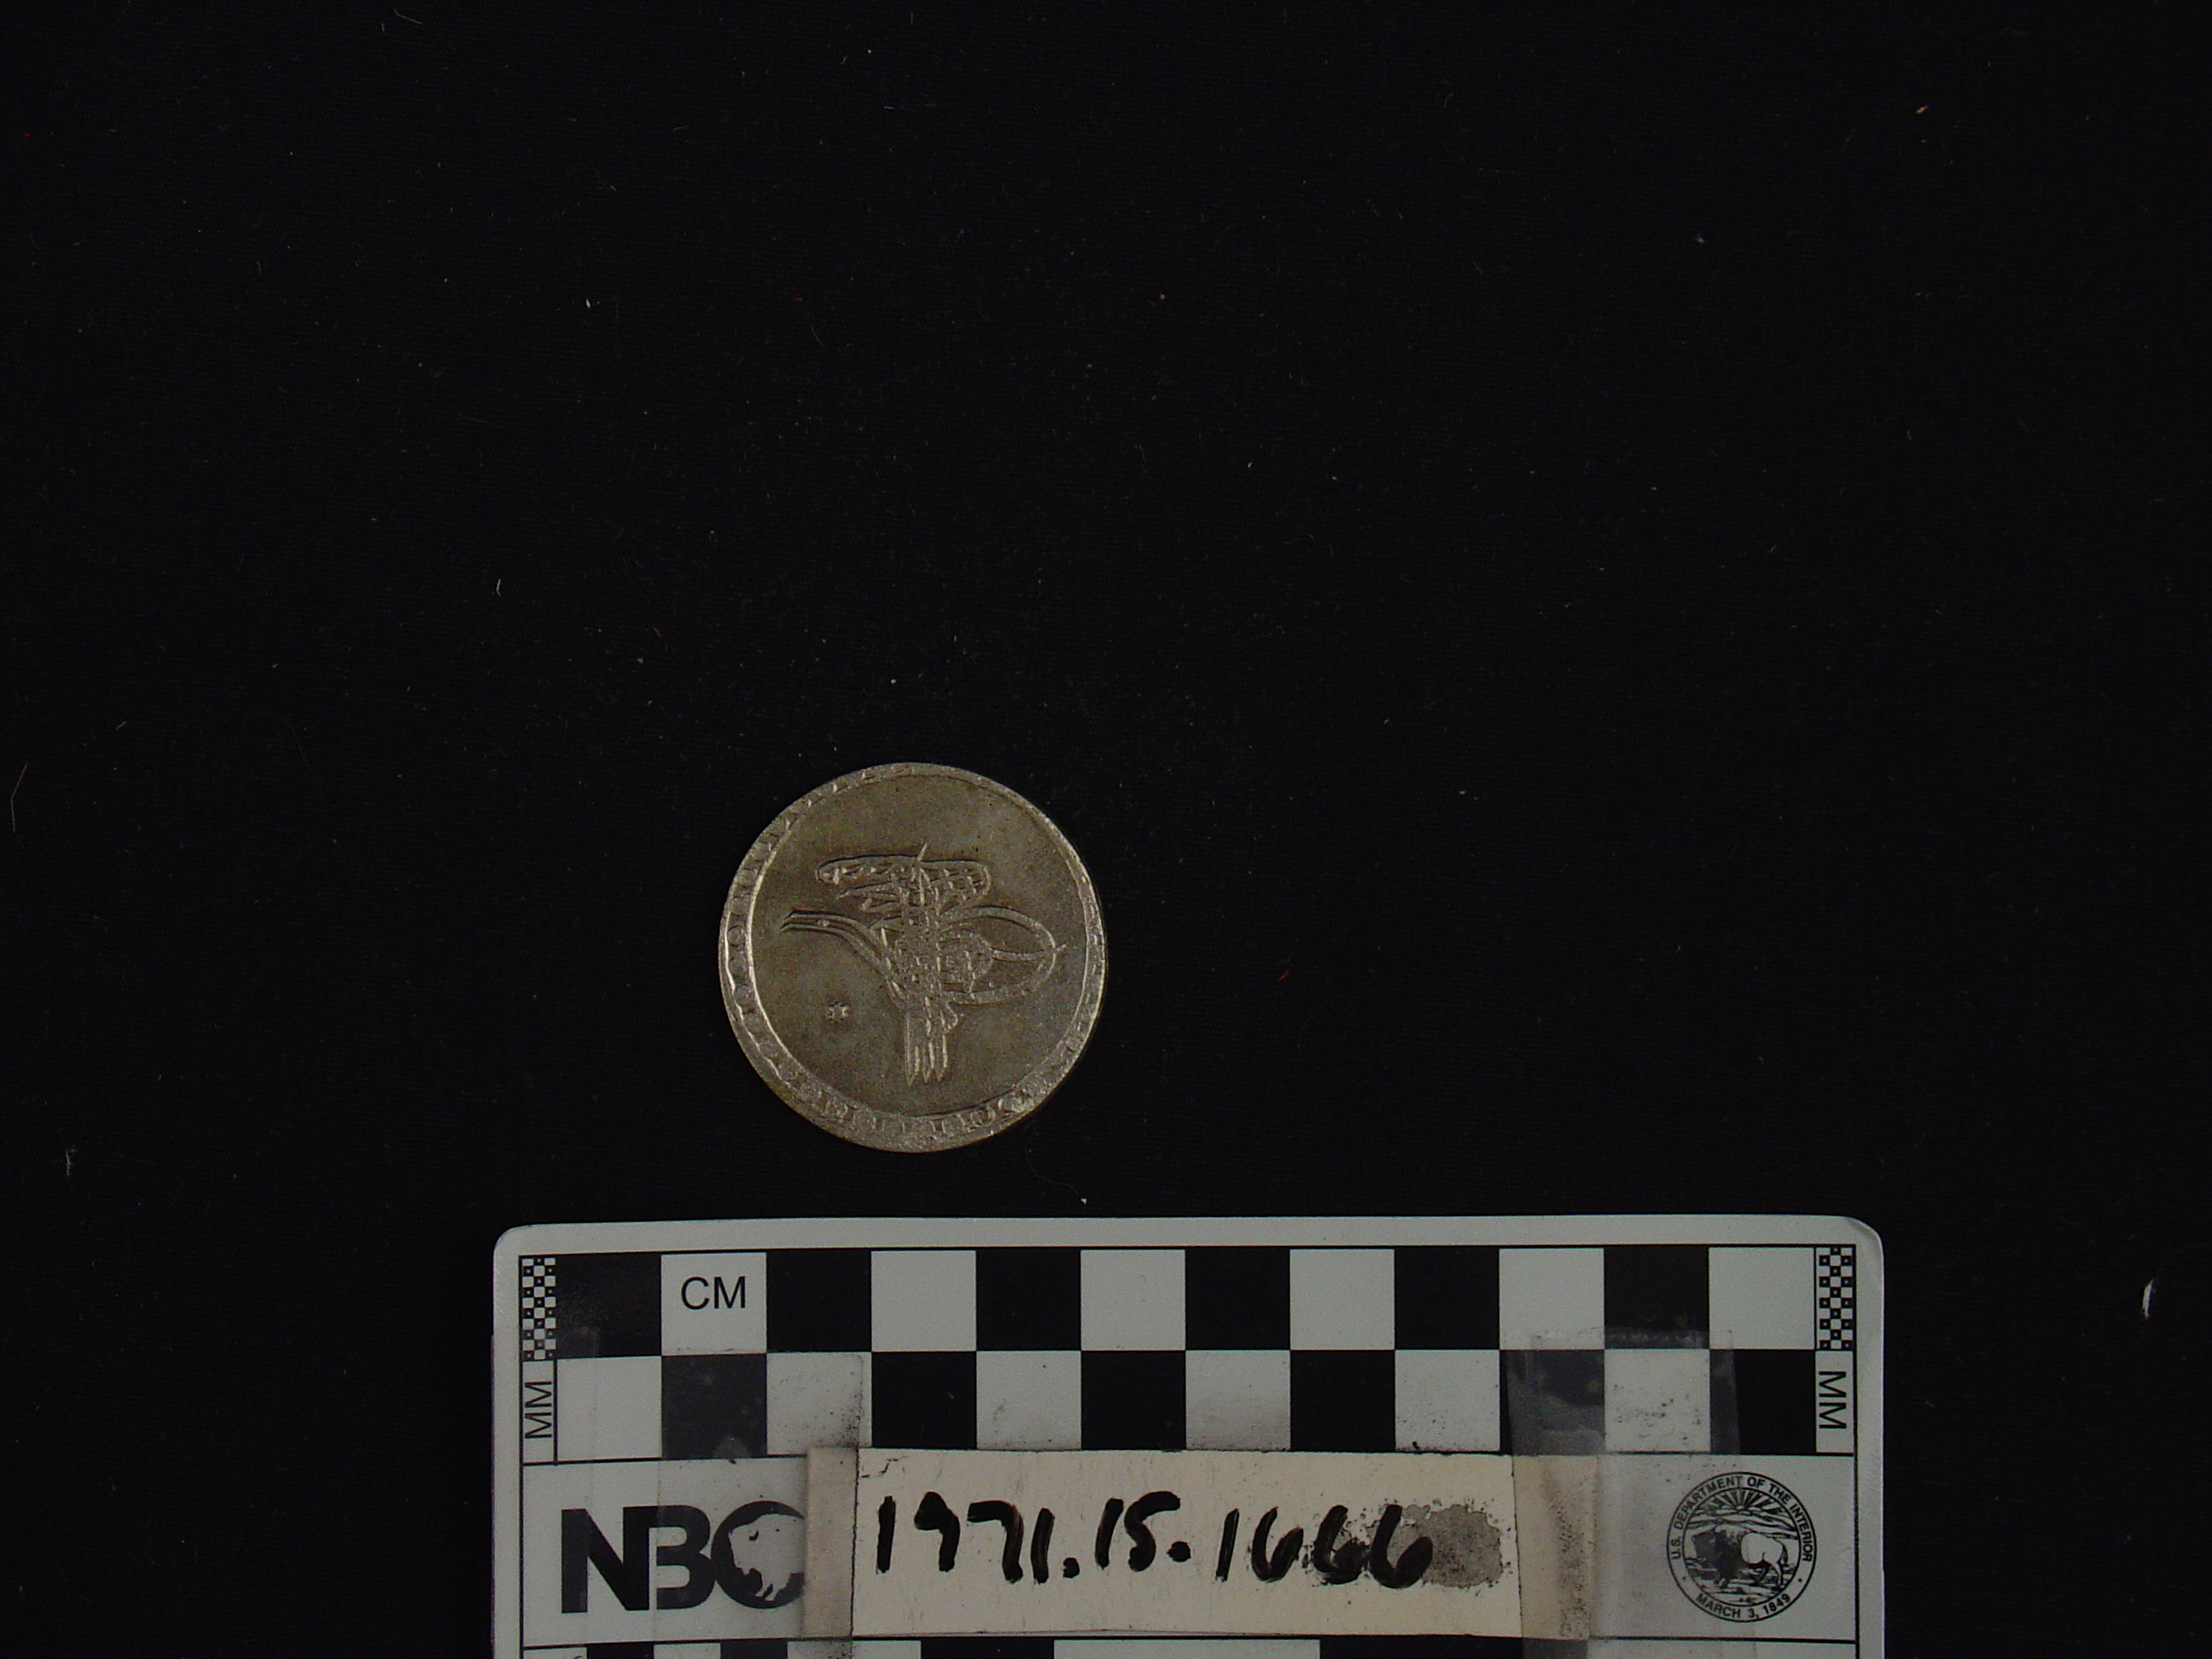 CM
MM
MM
NBC
1971.15.1666
U.S. DEPARTMENT OF THE INTERIOR
MARCH 3, 1849